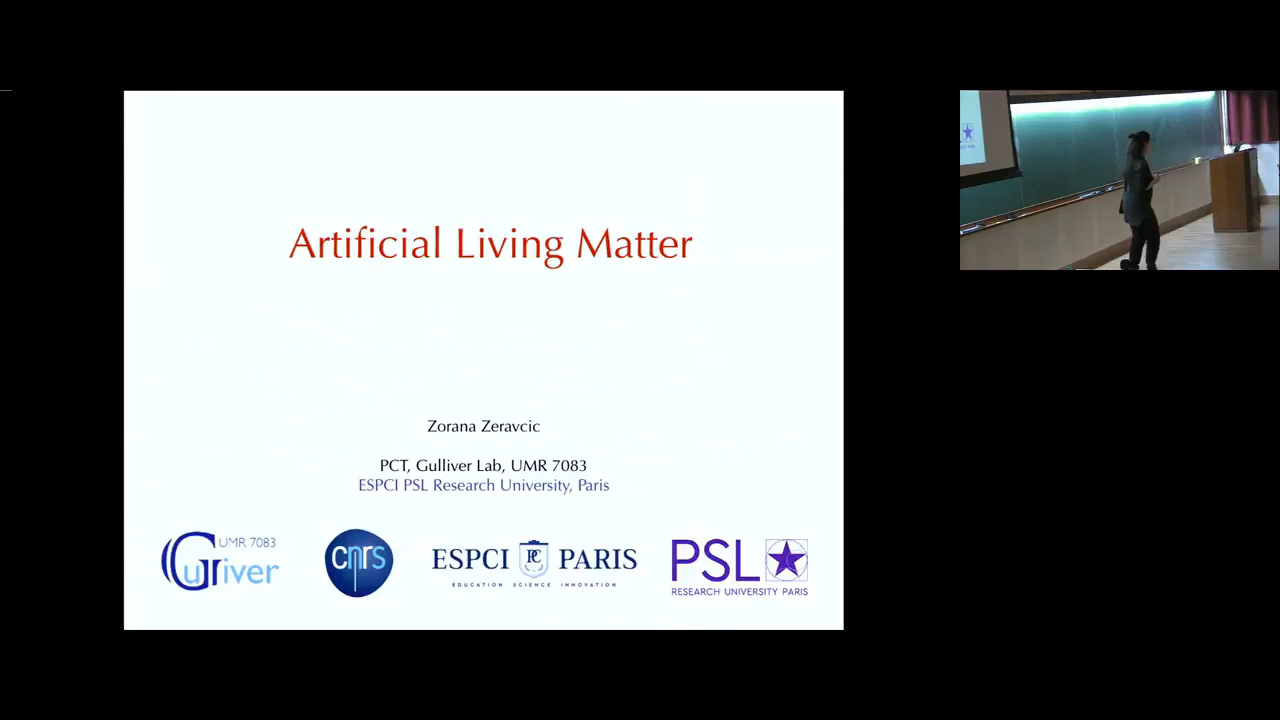 Artificial Living Matter
Zorana Zeravcic
PCT, Gulliver Lab, UMR 7083
ESPCI PSL Research University, Paris
UMR 7083
Gulliver
cnrs
ESPCI PC PARIS
EDUCATION SCIENCE INNOVATION
PSL
RESEARCH UNIVERSITY PARIS